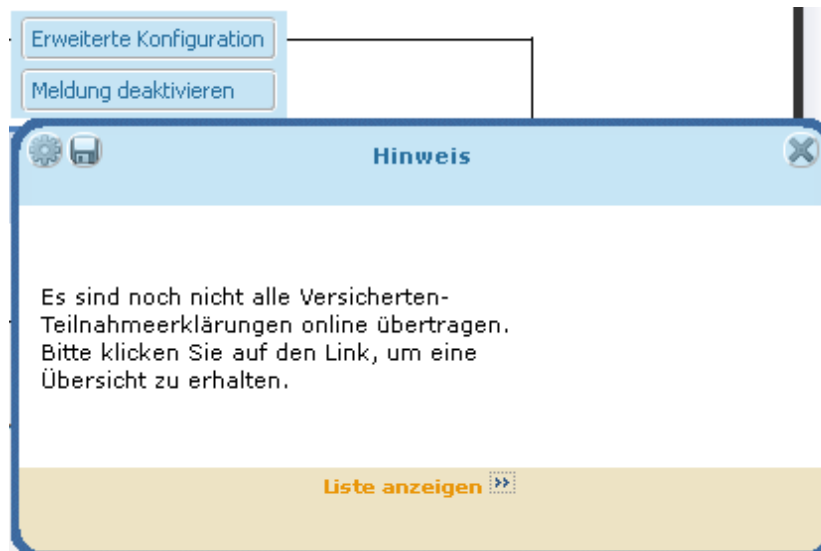 Erweiterte Konfiguration
Meldung deaktivieren
Hinweis
Es sind noch nicht alle Versicherten-
Teilnahmeerklärungen online übertragen.
Bitte klicken Sie auf den Link, um eine
Übersicht zu erhalten.
Liste anzeigen